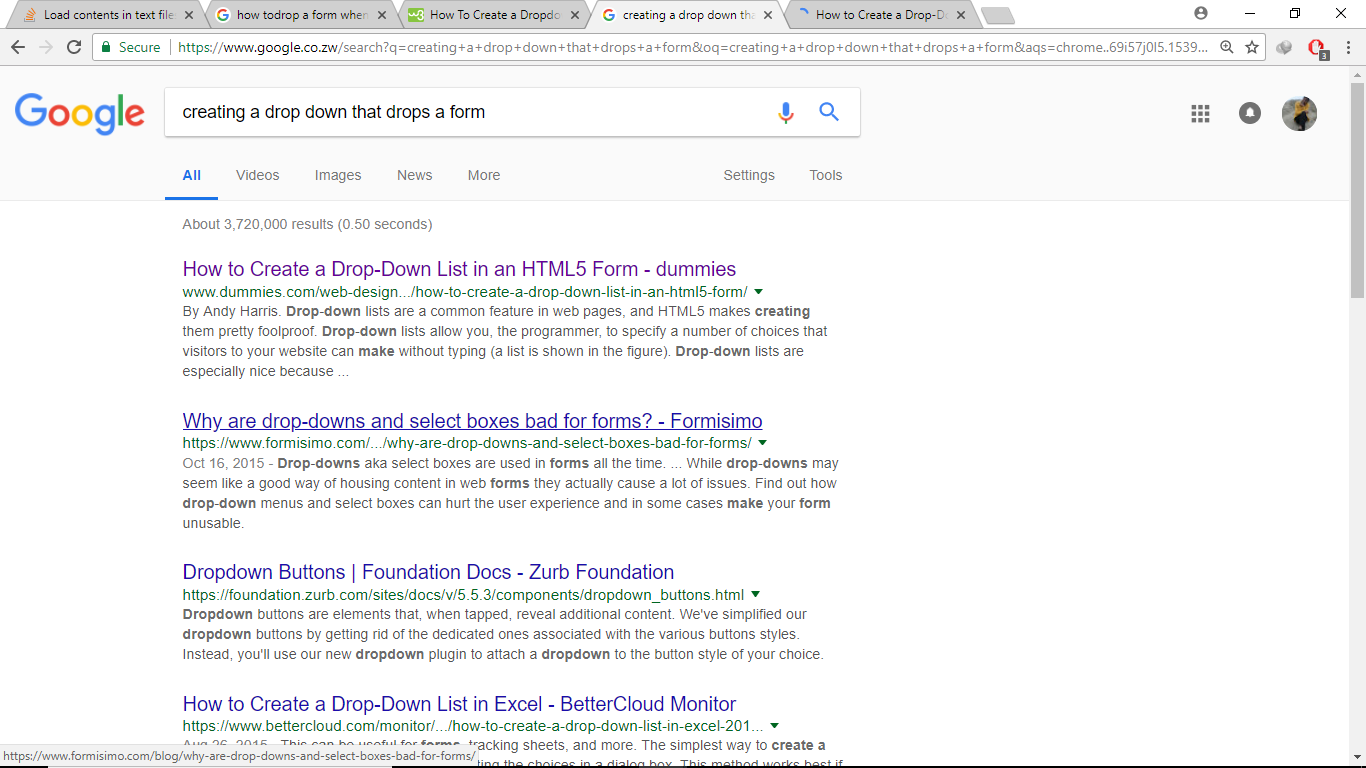 Load contents in text file
how todrop a form when
How To Create a Dropdo
creating a drop down tha
How to Create a Drop-D
Secure
https://www.google.co.zw/search?q=creating+a+drop+down+that+drops+a+form&oq=creating+a+drop+down+that+drops+a+form&aqs=chrome..69i57j0l5.1539...
3
Google
creating a drop down that drops a form
All Videos Images News More Settings Tools
About 3,720,000 results (0.50 seconds)
How to Create a Drop-Down List in an HTML5 Form - dummies
www.dummies.com/web-design.../how-to-create-a-drop-down-list-in-an-html5-form/
By Andy Harris. Drop-down lists are a common feature in web pages, and HTML5 makes creating
them pretty foolproof. Drop-down lists allow you, the programmer, to specify a number of choices that
visitors to your website can make without typing (a list is shown in the figure). Drop-down lists are
especially nice because ...
Why are drop-downs and select boxes bad for forms? - Formisimo
https://www.formisimo.com/.../why-are-drop-downs-and-select-boxes-bad-for-forms/
Oct 16, 2015 - Drop-downs aka select boxes are used in forms all the time. ... While drop-downs may
seem like a good way of housing content in web forms they actually cause a lot of issues. Find out how
drop-down menus and select boxes can hurt the user experience and in some cases make your form
unusable.
Dropdown Buttons | Foundation Docs - Zurb Foundation
https://foundation.zurb.com/sites/docs/v/5.5.3/components/dropdown_buttons.html
Dropdown buttons are elements that, when tapped, reveal additional content. We've simplified our
dropdown buttons by getting rid of the dedicated ones associated with the various buttons styles.
Instead, you'll use our new dropdown plugin to attach a dropdown to the button style of your choice.
How to Create a Drop-Down List in Excel - BetterCloud Monitor
https://www.bettercloud.com/monitor/.../how-to-create-a-drop-down-list-in-excel-201...
Aug 26, 2015 - This can be useful for forms, tracking sheets, and more. The simplest way to create a
https://www.formisimo.com/blog/why-are-drop-downs-and-select-boxes-bad-for-forms/
the choices in a dialog box. This method works best if